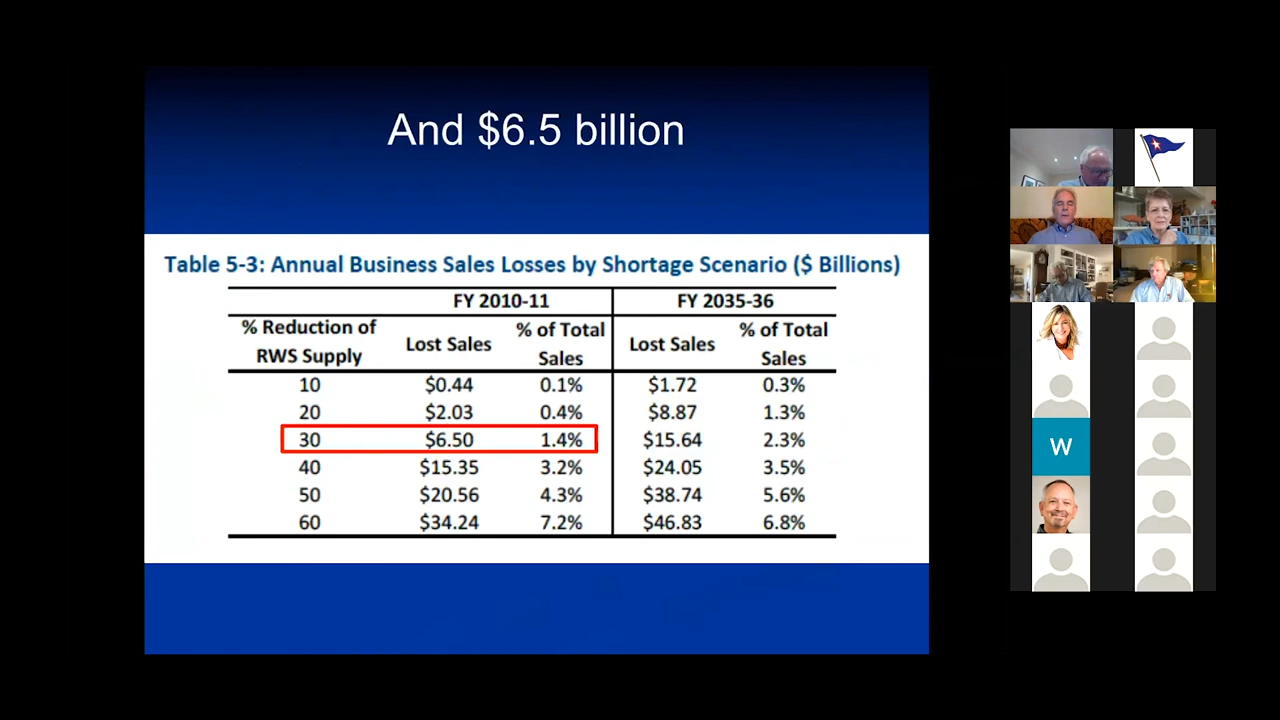 And $6.5 billion
Table 5-3: Annual Business Sales Losses by Shortage Scenario ($ Billions)
FY 2010-11 FY 2035-36
% Reduction of RWS Supply Lost Sales % of Total Sales Lost Sales % of Total Sales
10 $0.44 0.1% $1.72 0.3%
20 $2.03 0.4% $8.87 1.3%
30 $6.50 1.4% $15.64 2.3%
40 $15.35 3.2% $24.05 3.5%
50 $20.56 4.3% $38.74 5.6%
60 $34.24 7.2% $46.83 6.8%
W